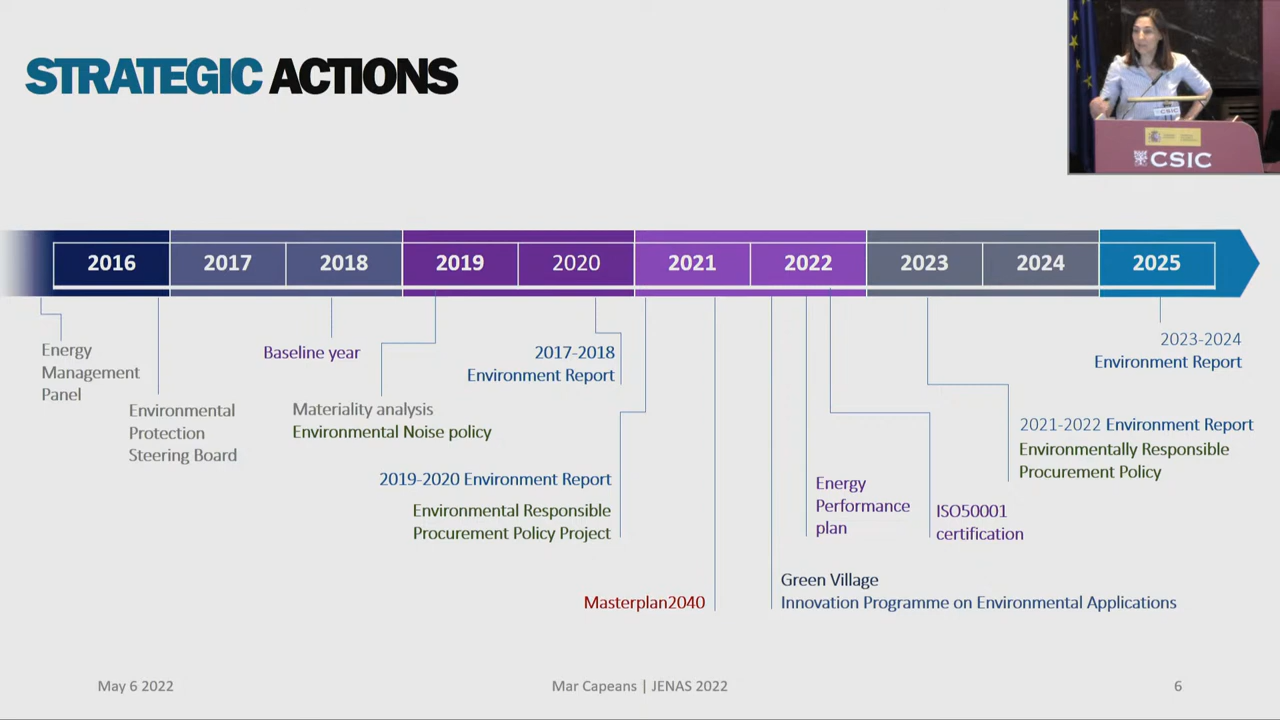 STRATEGIC ACTIONS
CSIC
CSIC
2016
2017
2018
2019
2020
2021
2022
2023
2024
2025
Energy
Management
Panel
Environmental
Protection
Steering Board
Baseline year
Materiality analysis
Environmental Noise policy
2017-2018
Environment Report
2019-2020 Environment Report
Environmental Responsible
Procurement Policy Project
Masterplan2040
Green Village
Innovation Programme on Environmental Applications
Energy
Performance
plan
ISO50001
certification
2021-2022 Environment Report
Environmentally Responsible
Procurement Policy
2023-2024
Environment Report
May 6 2022
Mar Capeans | JENAS 2022
6